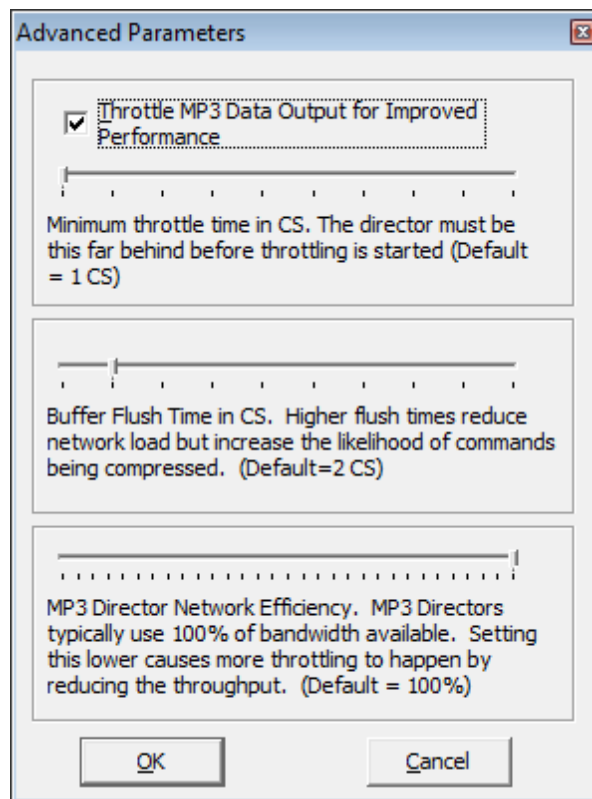 Advanced Parameters
Throttle MP3 Data Output for Improved
Performance
Minimum throttle time in CS. The director must be
this far behind before throttling is started (Default
= 1 CS)
Buffer Flush Time in CS.  Higher flush times reduce
network load but increase the likelihood of commands
being compressed.  (Default=2 CS)
MP3 Director Network Efficiency.  MP3 Directors
typically use 100% of bandwidth available.  Setting
this lower causes more throttling to happen by
reducing the throughput.  (Default = 100%)
OK
Cancel